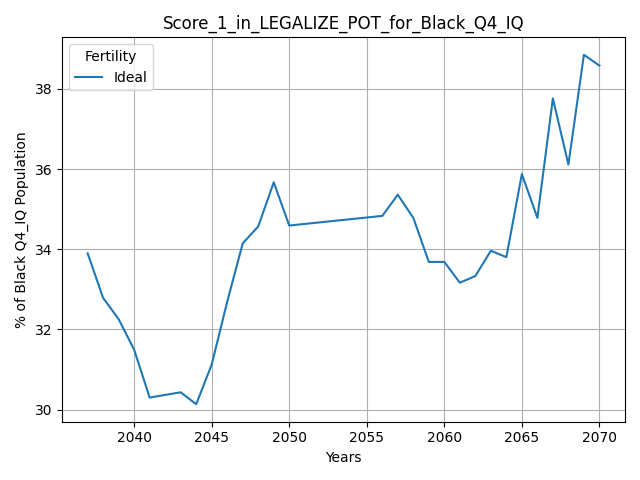 Score_1_in_LEGALIZE_POT_for_Black_Q4_IQ
Fertility
Ideal
% of Black Q4_IQ Population
38
36
34
32
30
2040
2045
2050
2055
2060
2065
2070
Years